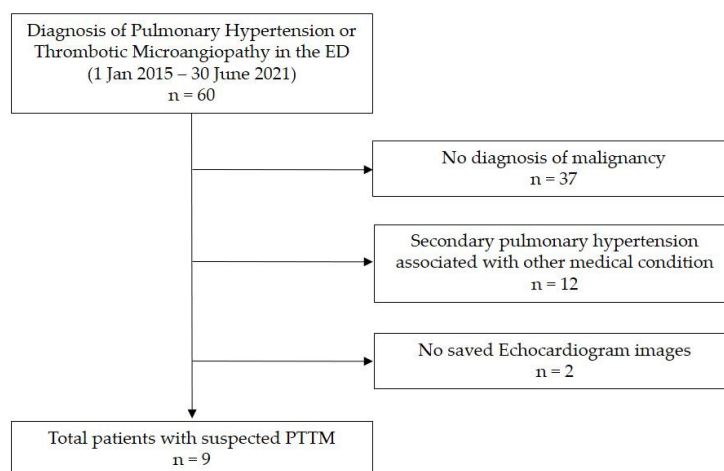 Diagnosis of Pulmonary Hypertension or
Thrombotic Microangiopathy in the ED
(1 Jan 2015 – 30 June 2021)
n = 60
No diagnosis of malignancy
n = 37
Secondary pulmonary hypertension
associated with other medical condition
n = 12
No saved Echocardiogram images
n = 2
Total patients with suspected PTTM
n = 9